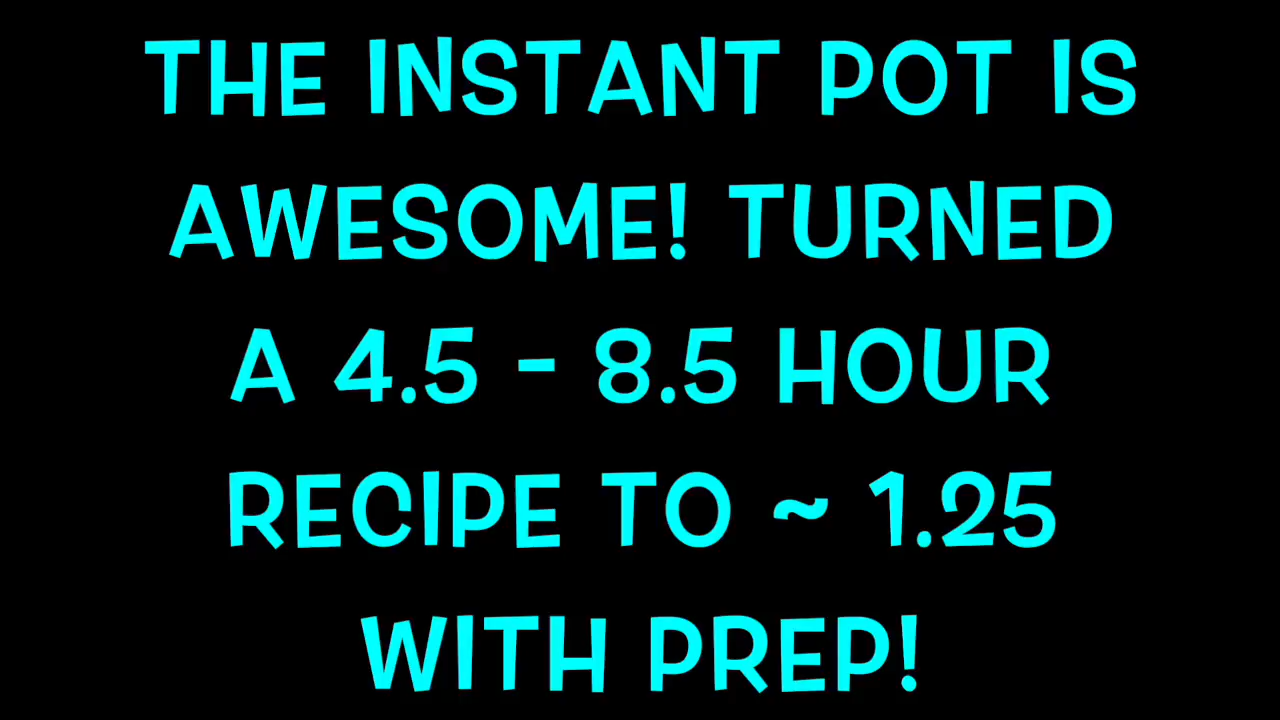 THE INSTANT POT IS
AWESOME! TURNED
A 4.5 - 8.5 HOUR
RECIPE TO ~ 1.25
WITH PREP!